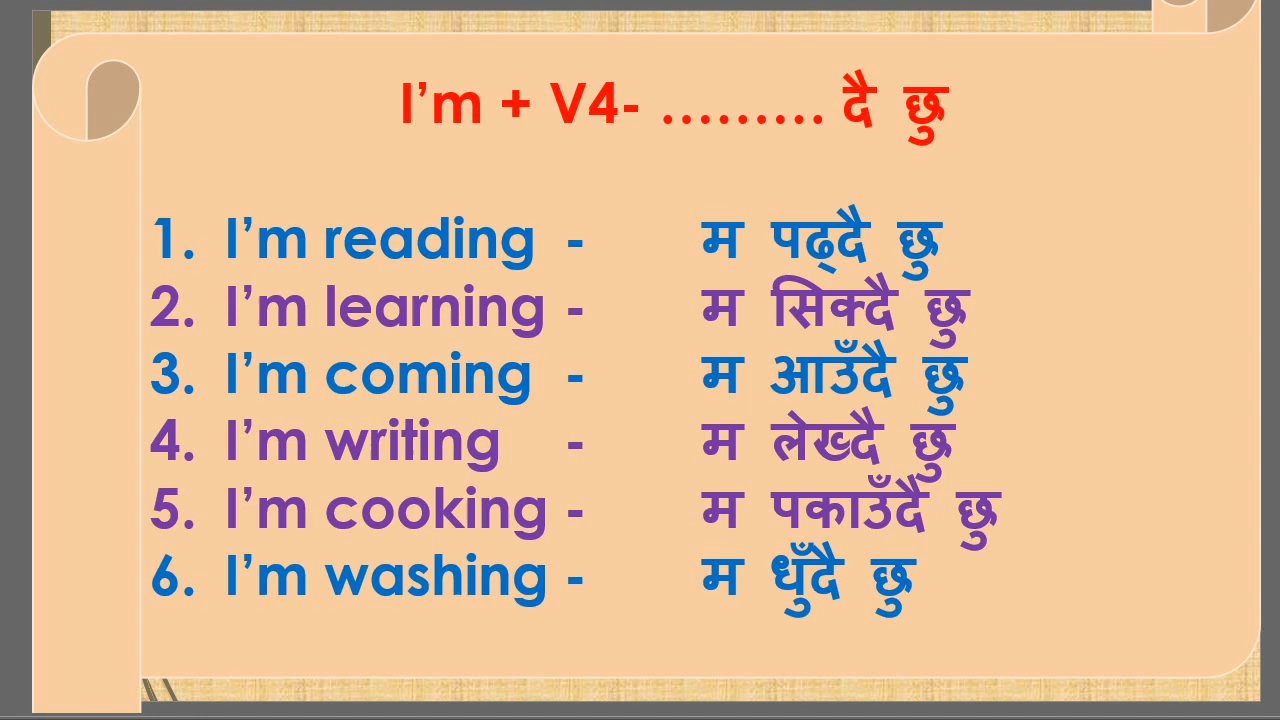 I’m + V4- ……… दै छु
1. I’m reading - म पढ्दै छु
2. I’m learning - म सिक्दै छु
3. I’m coming - म आउँदै छु
4. I’m writing - म लेख्दै छु
5. I’m cooking - म पकाउँदै छु
6. I’m washing - म धुँदै छु